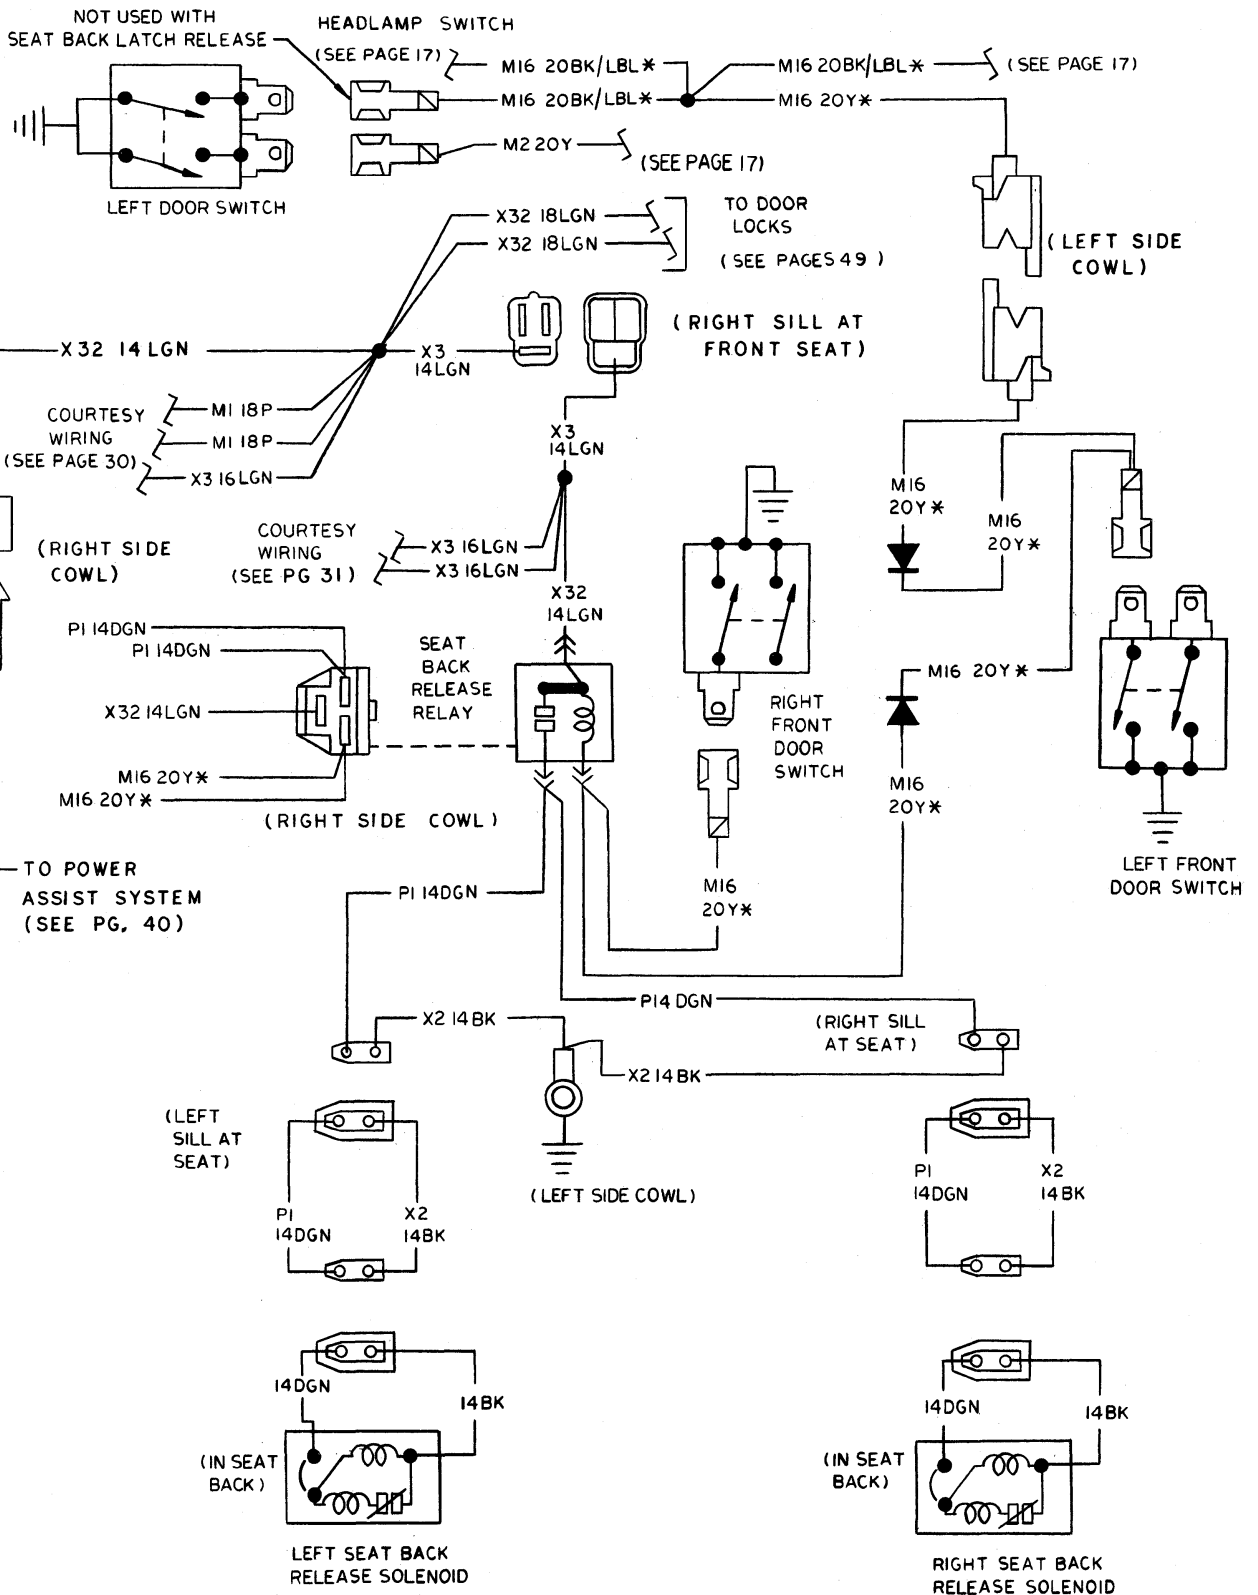 NOT USED WITH
SEAT BACK LATCH RELEASE
HEADLAMP SWITCH
(SEE PAGE 17)
M16 20BK/LBL*
M16 20BK/LBL*
(SEE PAGE 17)
M16 20BK/LBL*
M16 20Y*
M2 20Y
(SEE PAGE 17)
LEFT DOOR SWITCH
X32 18LGN
X32 18LGN
TO DOOR
LOCKS
(SEE PAGES 49)
(LEFT SIDE
COWL)
(RIGHT SILL AT
FRONT SEAT)
X32 14 LGN
X3
14LGN
COURTESY
WIRING
(SEE PAGE 30)
M1 18P
M1 18P
X3 16LGN
X3
14LGN
M16
20Y*
M16
20Y*
(RIGHT SIDE
COWL)
COURTESY
WIRING
(SEE PG 31)
X3 16LGN
X3 16LGN
X32
14LGN
P1 14DGN
P1 14DGN
X32 14LGN
M16 20Y*
M16 20Y*
(RIGHT SIDE COWL)
SEAT
BACK
RELEASE
RELAY
RIGHT
FRONT
DOOR
SWITCH
M16 20Y*
M16
20Y*
LEFT FRONT
DOOR SWITCH
TO POWER
ASSIST SYSTEM
(SEE PG. 40)
P1 14DGN
M16
20Y*
P14 DGN
X2 14BK
(RIGHT SILL
AT SEAT)
X2 14BK
(LEFT
SILL AT
SEAT)
(LEFT SIDE COWL)
P1
14DGN
X2
14BK
P1
14DGN
X2
14BK
14DGN
14BK
14DGN
14BK
(IN SEAT
BACK)
(IN SEAT
BACK)
LEFT SEAT BACK
RELEASE SOLENOID
RIGHT SEAT BACK
RELEASE SOLENOID